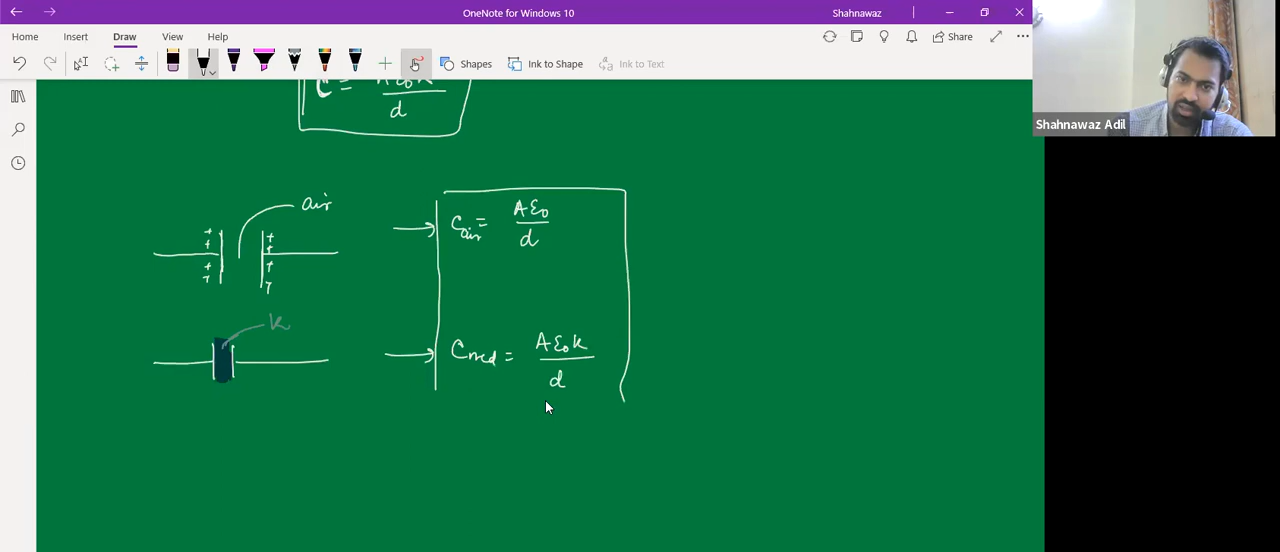 OneNote for Windows 10
Shahnawaz
Home Insert Draw View Help
Share
Shapes Ink to Shape Ink to Text
Shahnawaz Adil
C = Aε₀k
d
air
C air = Aε₀
d
+ + + +
+ + + +
k
C med = Aε₀k
d